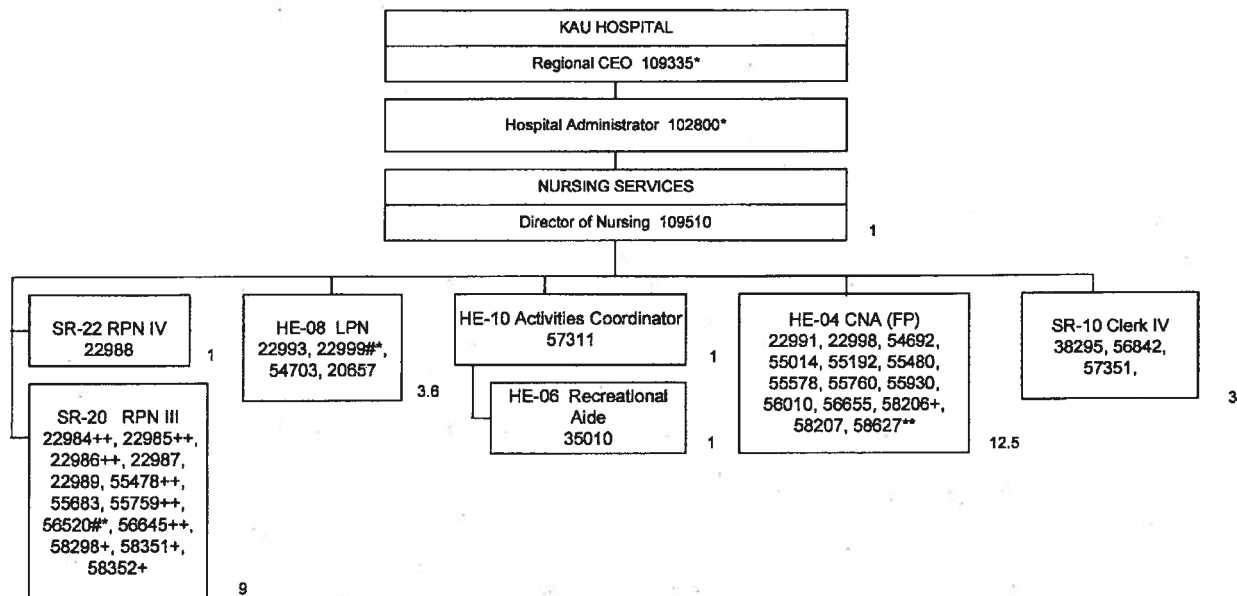 KAU HOSPITAL
Regional CEO 109335*
Hospital Administrator 102800*
NURSING SERVICES
Director of Nursing 109510
1
SR-22 RPN IV
22988
1
SR-20 RPN III
22984++, 22985++,
22986++, 22987,
22989, 55478++,
55683, 55759++,
56520#*, 56645++,
58298+, 58351+,
58352+
9
HE-08 LPN
22993, 22999#*,
54703, 20657
3.6
HE-10 Activities Coordinator
57311
1
HE-06 Recreational
Aide
35010
1
HE-04 CNA (FP)
22991, 22998, 54692,
55014, 55192, 55480,
55578, 55760, 55930,
56010, 56655, 58206+,
58207, 58627**
12.5
SR-10 Clerk IV
38295, 56842,
57351,
3